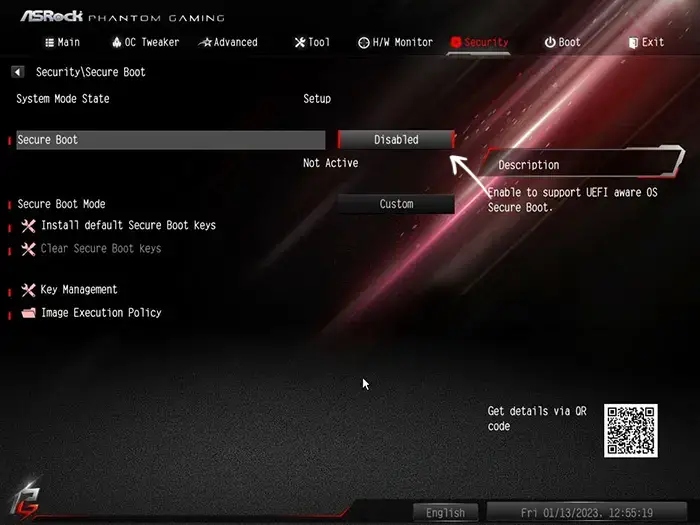 ASRock PHANTOM GAMING
Main OC Tweaker Advanced Tool H/W Monitor Security Boot Exit
Security\Secure Boot
System Mode State Setup
Secure Boot Disabled
Not Active
Description
Enable to support UEFI aware OS
Secure Boot.
Secure Boot Mode Custom
Install default Secure Boot keys
Clear Secure Boot keys
Key Management
Image Execution Policy
Get details via QR
code
English Fri 01/13/2023. 12:55:19